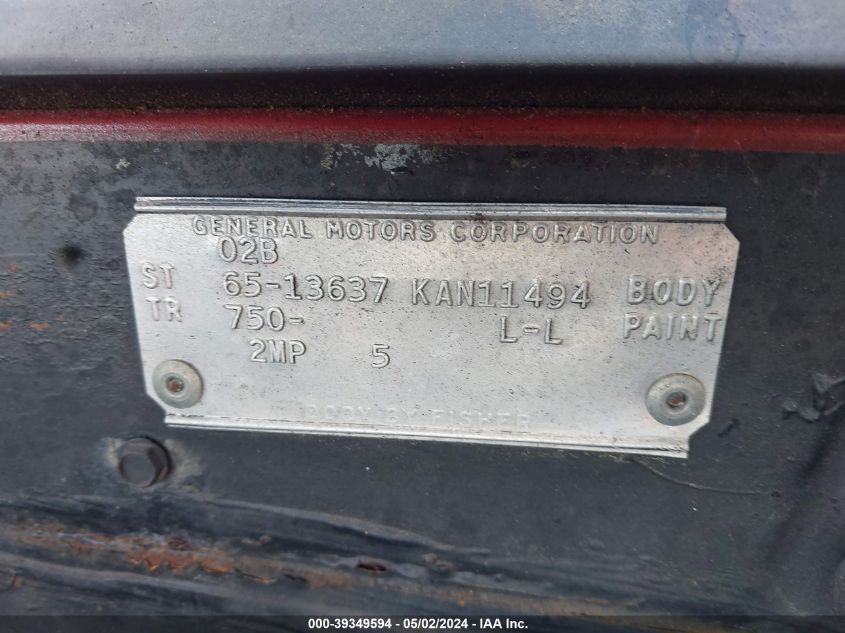 GENERAL MOTORS CORPORATION
02B
ST 65-13637 KAN11494 BODY
TR 750- L-L PAINT
2MP 5
BODY BY FISHER
000-39349594 - 05/02/2024 - IAA Inc.